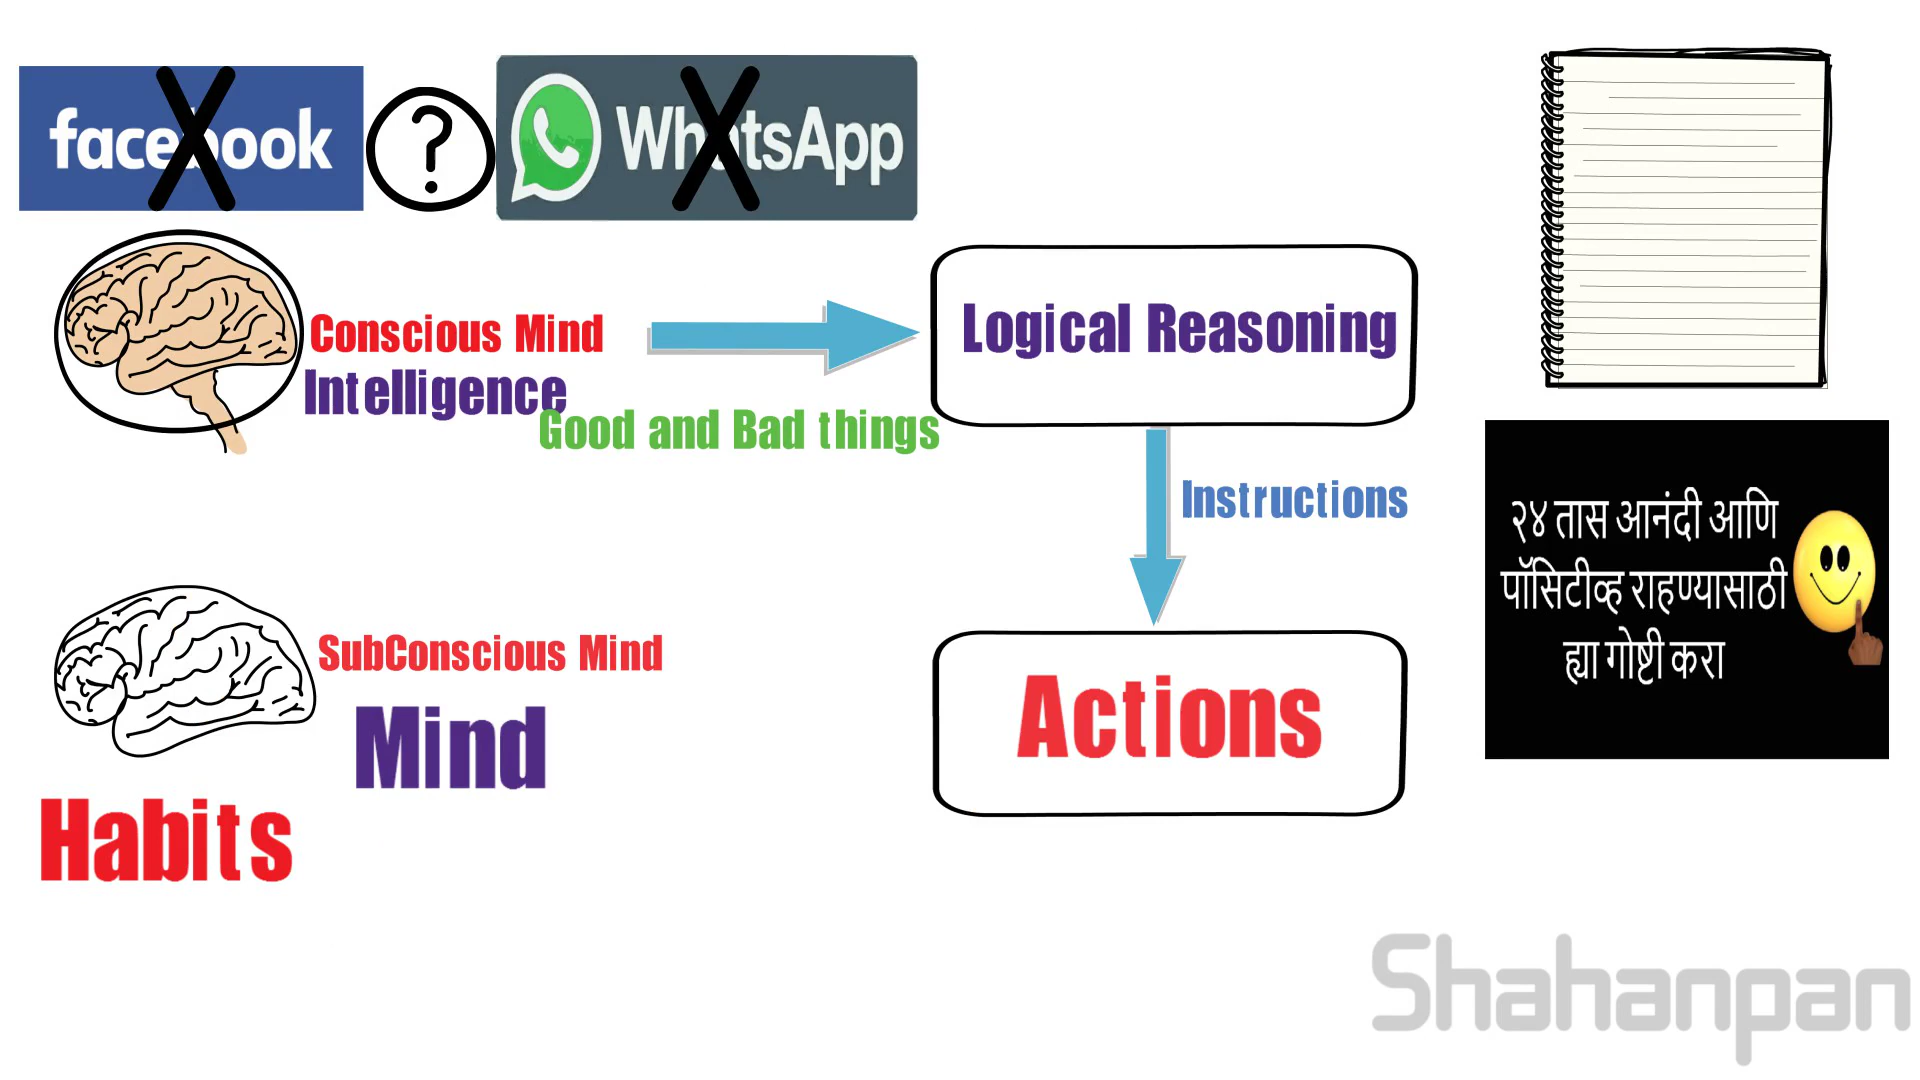 facebook
?
WhatsApp
Conscious Mind
Intelligence
Good and Bad things
Logical Reasoning
Instructions
Actions
SubConscious Mind
Mind
Habits
२४ तास आनंदी आणि
पॉसिटीव्ह राहण्यासाठी
ह्या गोष्टी करा
Shahanpan